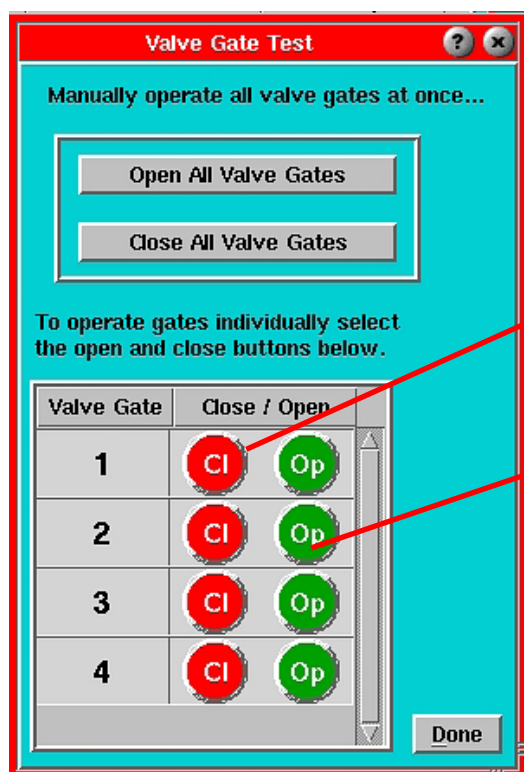 Valve Gate Test
?
x
Manually operate all valve gates at once...
Open All Valve Gates
Close All Valve Gates
To operate gates individually select
the open and close buttons below.
Valve Gate Close / Open
1 Cl Op
2 Cl Op
3 Cl Op
4 Cl Op
Done